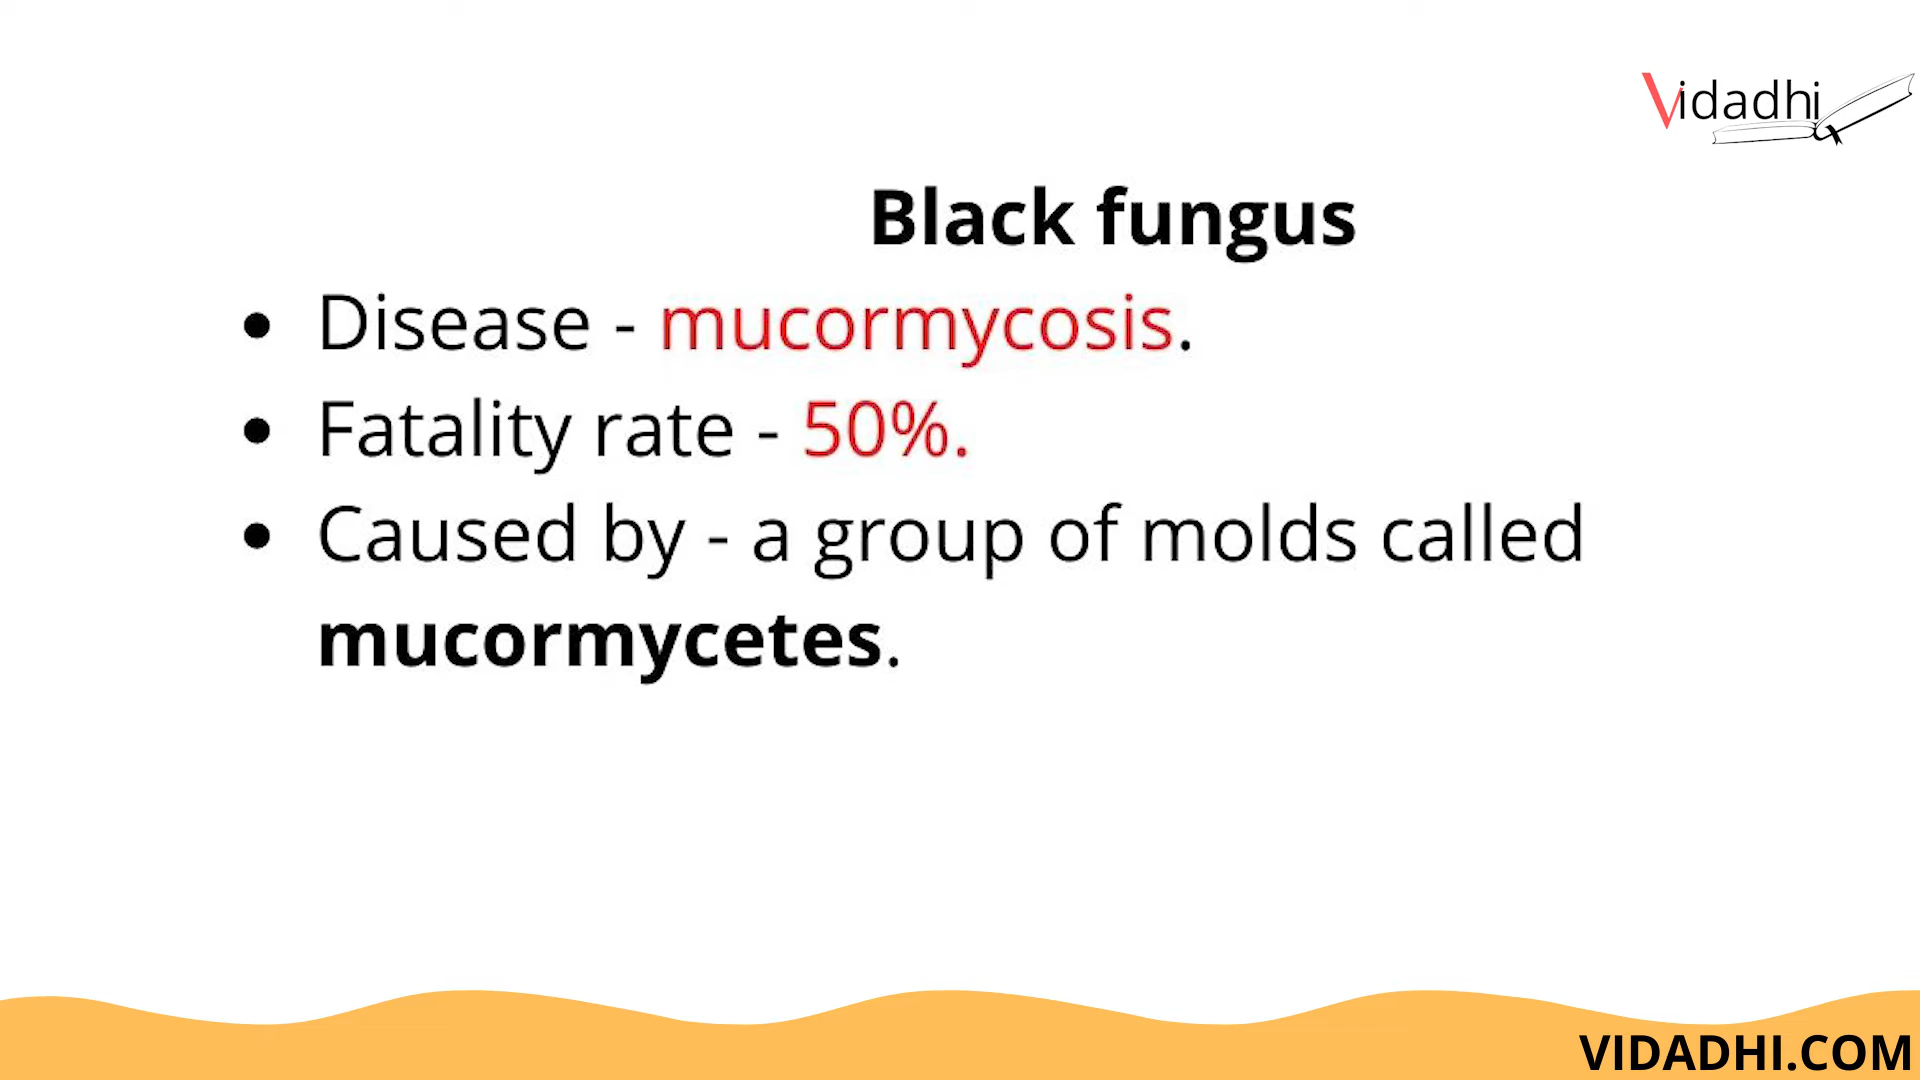 Vidadhi
Black fungus
• Disease - mucormycosis.
• Fatality rate - 50%.
• Caused by - a group of molds called
mucormycetes.
VIDADHI.COM